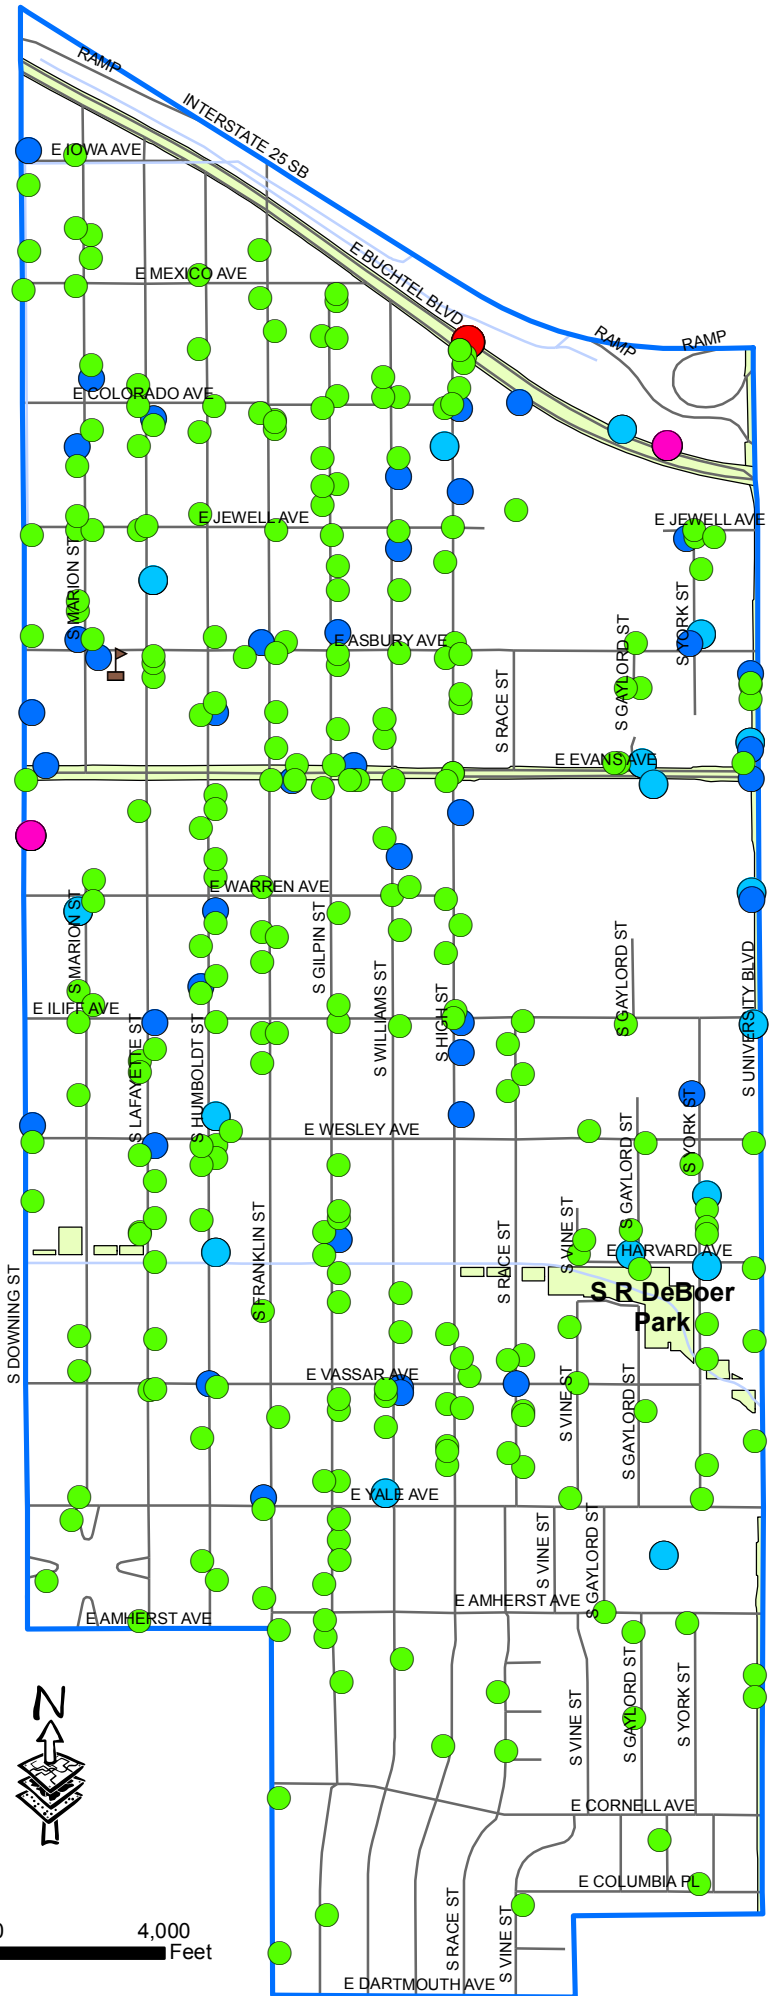 RAMP
INTERSTATE 25 SB
E IOWA AVE
E BUCHTEL BLVD
E MEXICO AVE
RAMP
RAMP
E COLORADO AVE
E JEWELL AVE
E JEWELL AVE
S MARION ST
S YORK ST
S GAYLORD ST
E ASBURY AVE
S RACE ST
E EVANS AVE
E WARREN AVE
S MARION ST
S GILPIN ST
S WILLIAMS ST
S HIGH ST
S GAYLORD ST
S UNIVERSITY BLVD
E ILIFF AVE
S LAFAYETTE ST
S HUMBOLDT ST
E WESLEY AVE
S GAYLORD ST
S YORK ST
S FRANKLIN ST
S RACE ST
S VINE ST
E HARVARD AVE
S R DeBoer
Park
S DOWNING ST
E VASSAR AVE
S VINE ST
S GAYLORD ST
E YALE AVE
S VINE ST
S GAYLORD ST
E AMHERST AVE
E AMHERST AVE
S VINE ST
S GAYLORD ST
S YORK ST
N
E CORNELL AVE
E COLUMBIA PL
S RACE ST
S VINE ST
0 4,000
Feet
E DARTMOUTH AVE